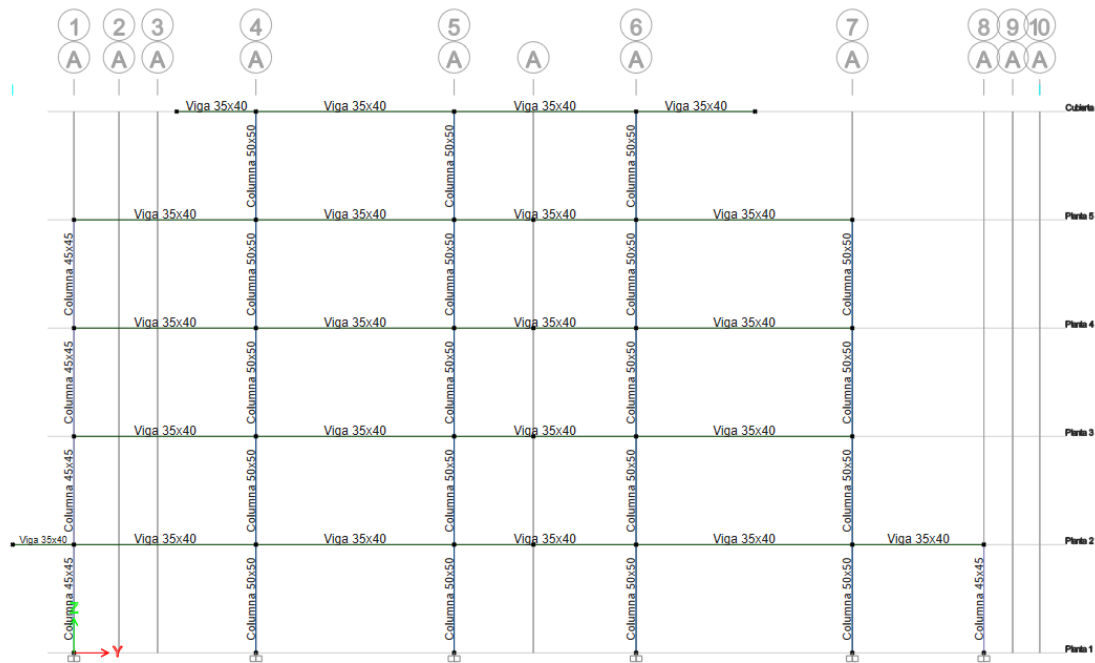 1 2 3 4 5 6 7 8 9 10
A A A A A A A A A A A
Viga 35x40 Viga 35x40 Viga 35x40 Viga 35x40 Cubierta
Columna 50x50 Columna 50x50 Columna 50x50
Viga 35x40 Viga 35x40 Viga 35x40 Viga 35x40 Planta 5
Columna 45x45 Columna 50x50 Columna 50x50 Columna 50x50 Columna 50x50
Viga 35x40 Viga 35x40 Viga 35x40 Viga 35x40 Planta 4
Columna 45x45 Columna 50x50 Columna 50x50 Columna 50x50 Columna 50x50
Viga 35x40 Viga 35x40 Viga 35x40 Viga 35x40 Planta 3
Columna 45x45 Columna 50x50 Columna 50x50 Columna 50x50 Columna 50x50
Viga 35x40 Viga 35x40 Viga 35x40 Viga 35x40 Viga 35x40 Viga 35x40 Planta 2
Columna 45x45 Columna 50x50 Columna 50x50 Columna 50x50 Columna 50x50 Columna 45x45
Z
Y Planta 1